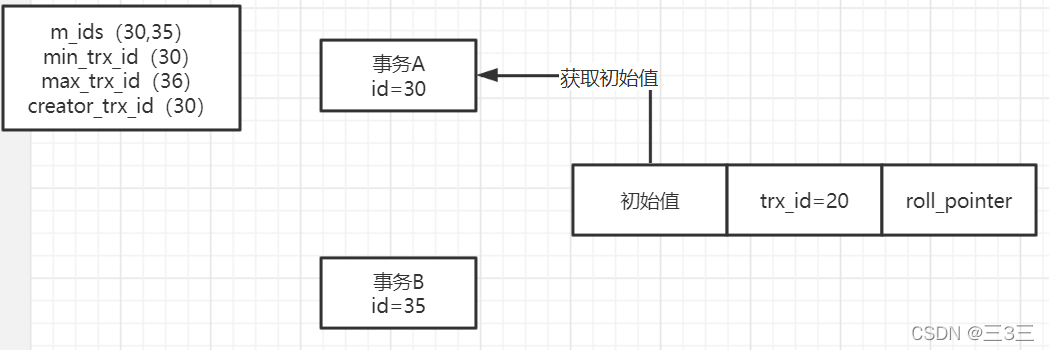 m_ids（30,35）
min_trx_id（30）
max_trx_id（36）
creator_trx_id（30）
事务A
id=30
获取初始值
初始值
trx_id=20
roll_pointer
事务B
id=35
CSDN @三3三